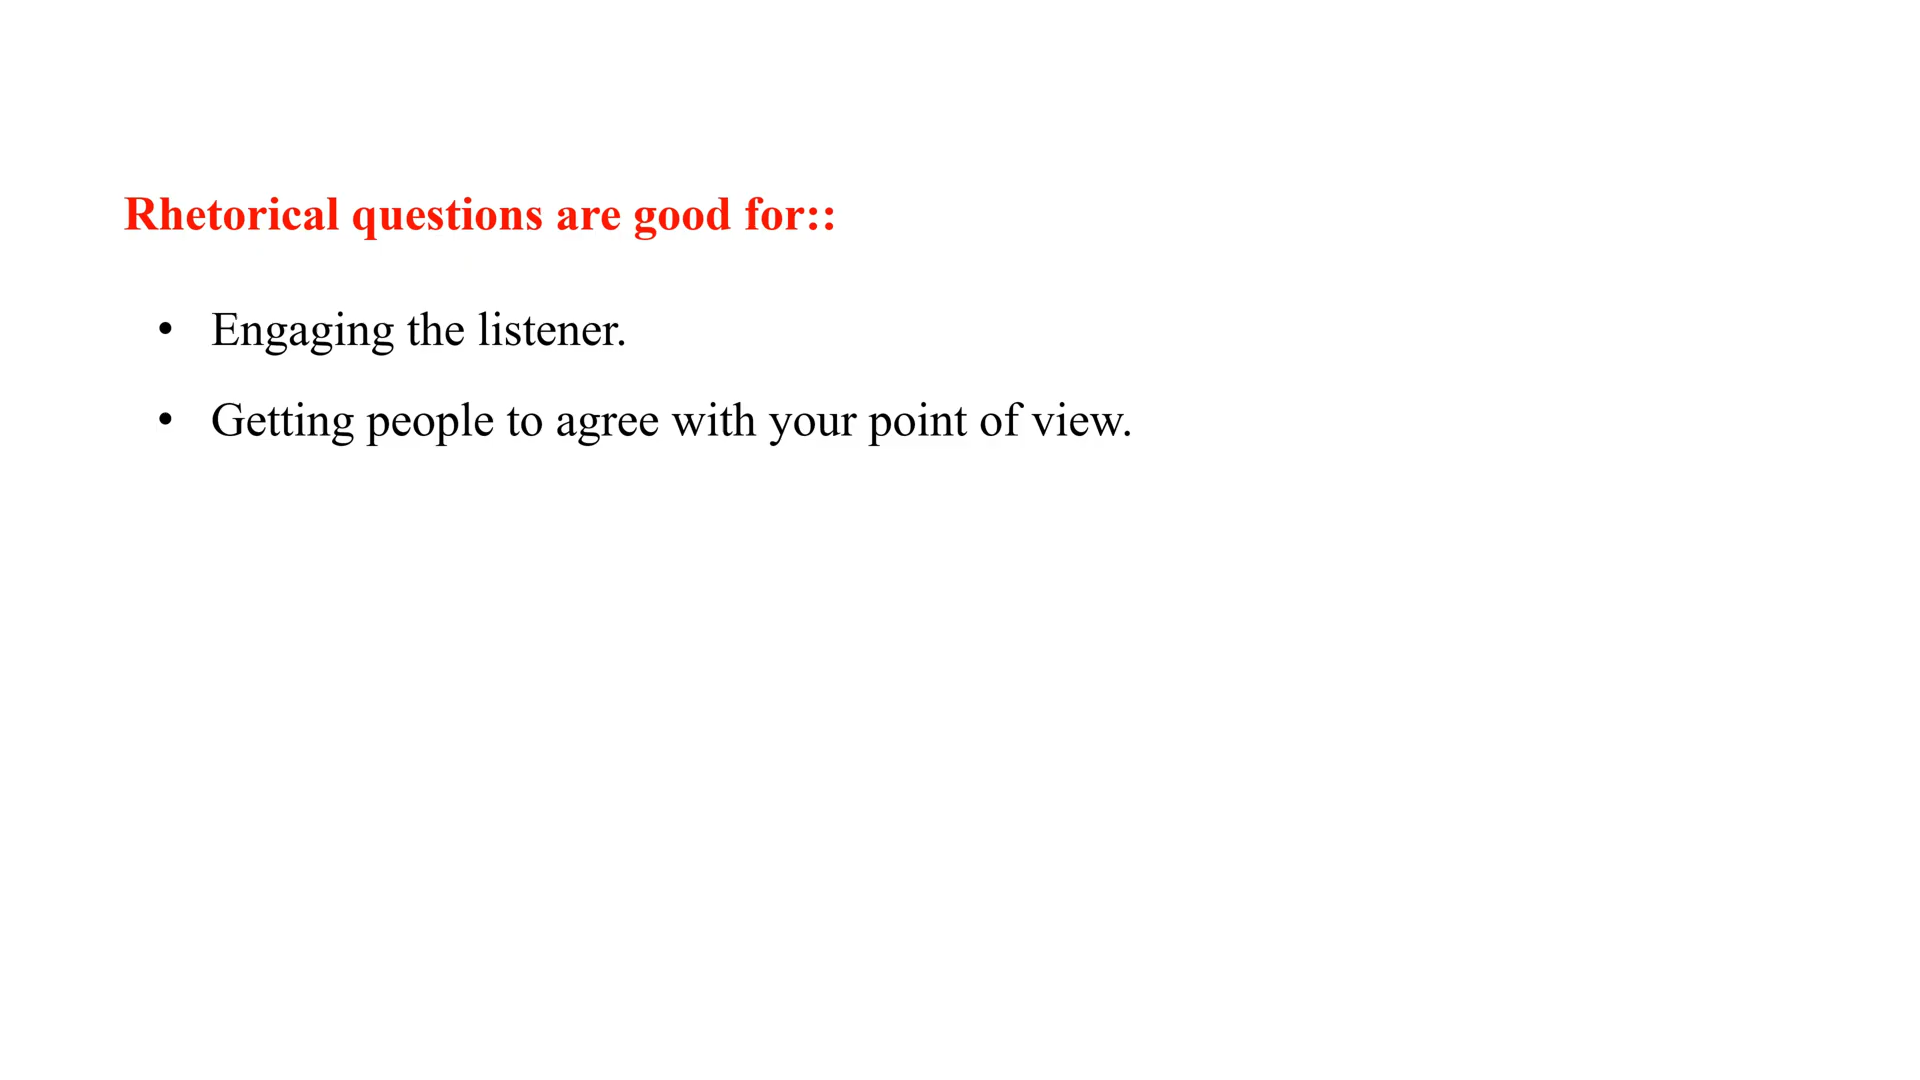 Rhetorical questions are good for::
• Engaging the listener.
• Getting people to agree with your point of view.